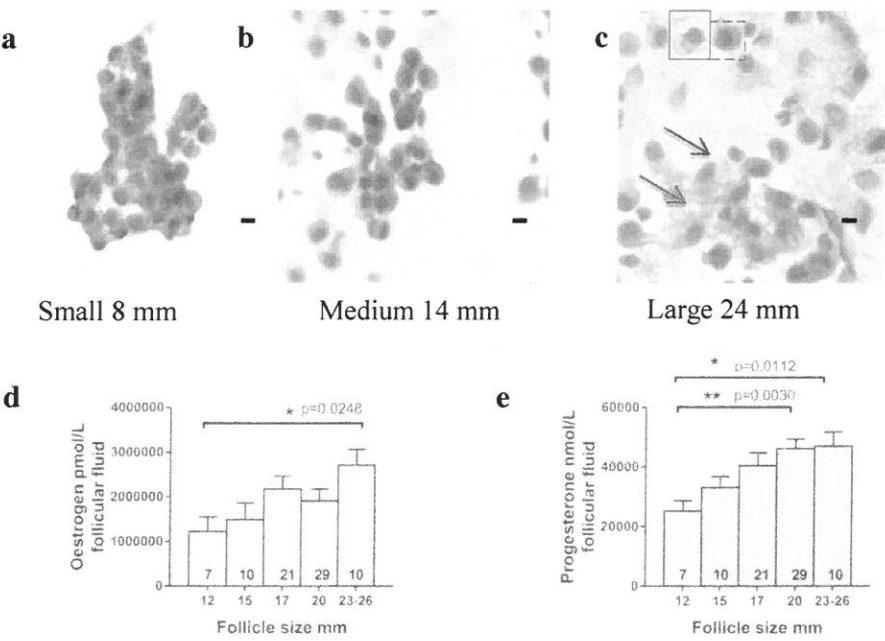 a
b
c
Small 8 mm
Medium 14 mm
Large 24 mm
d
* p=0.0248
4000000
3000000
2000000
1000000
0
Oestrogen pmol/L
follicular fluid
7 10 21 29 10
12 15 17 20 23-26
Follicle size mm
e
* p=0.0112
** p=0.0030
60000
40000
20000
0
Progesterone nmol/L
follicular fluid
7 10 21 29 10
12 15 17 20 23-26
Follicle size mm